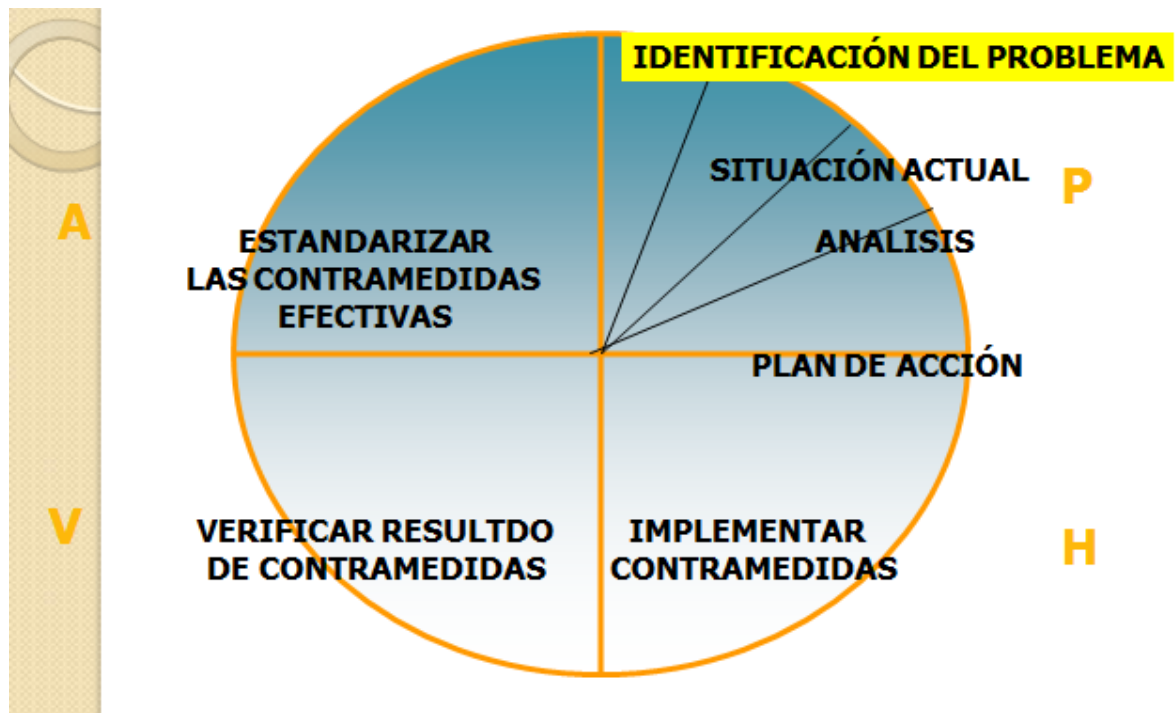 IDENTIFICACIÓN DEL PROBLEMA
SITUACIÓN ACTUAL
P
A
ESTANDARIZAR
LAS CONTRAMEDIDAS
EFECTIVAS
ANALISIS
PLAN DE ACCIÓN
V
VERIFICAR RESULTDO
DE CONTRAMEDIDAS
IMPLEMENTAR
CONTRAMEDIDAS
H